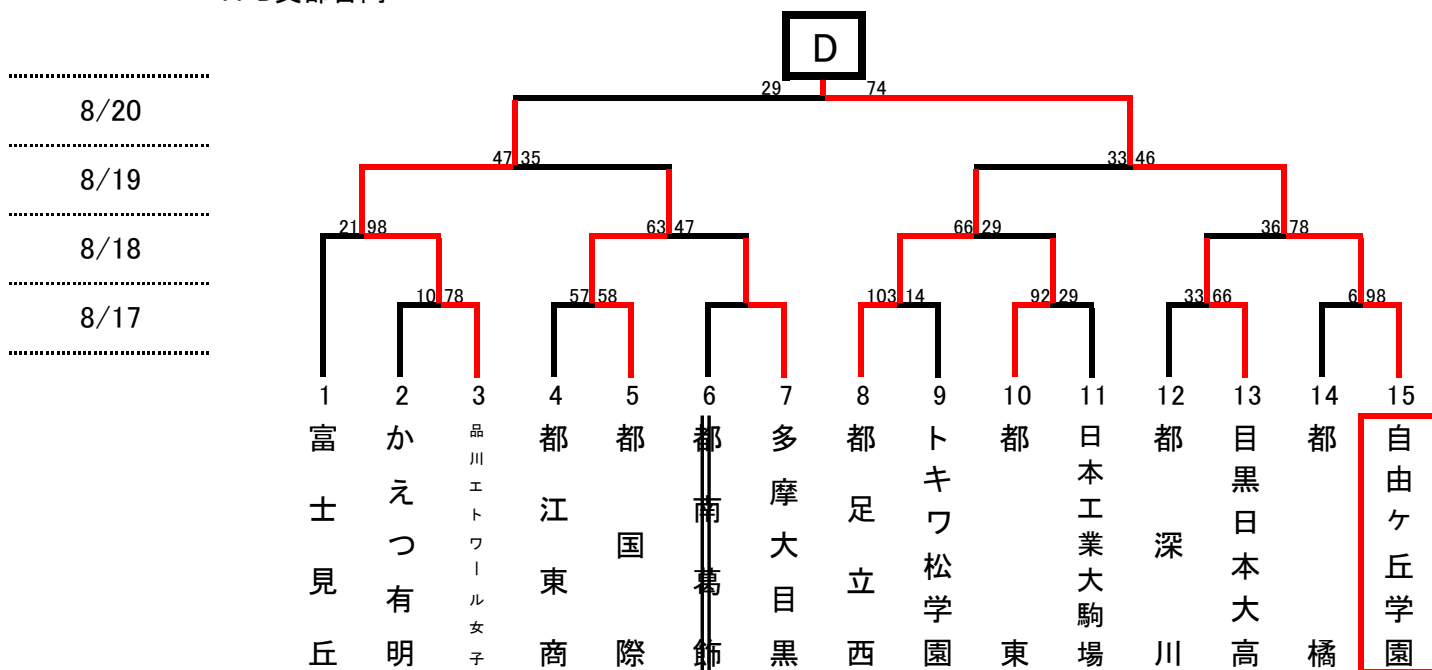 D
29 74
8/20
47 35 33 46
8/19
21 98 63 47 66 29 36 78
8/18
10 78 57 58 103 14 92 29 33 66 6 98
8/17
1 2 3 4 5 6 7 8 9 10 11 12 13 14 15
富士見丘
かえつ有明
品川エトワール女子
都江東商
都国際
都南葛飾
多摩大目黒
都足立西
トキワ松学園
都東
日本工業大駒場
都深川
目黒日本大高
都橘
自由ケ丘学園